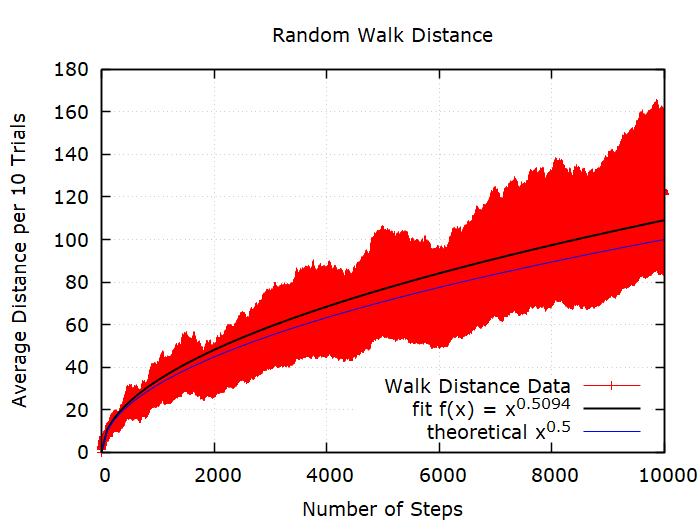 Random Walk Distance
Average Distance per 10 Trials
180
160
140
120
100
80
60
40
20
0
Walk Distance Data
fit f(x) = x^0.5094
theoretical x^0.5
0 2000 4000 6000 8000 10000
Number of Steps